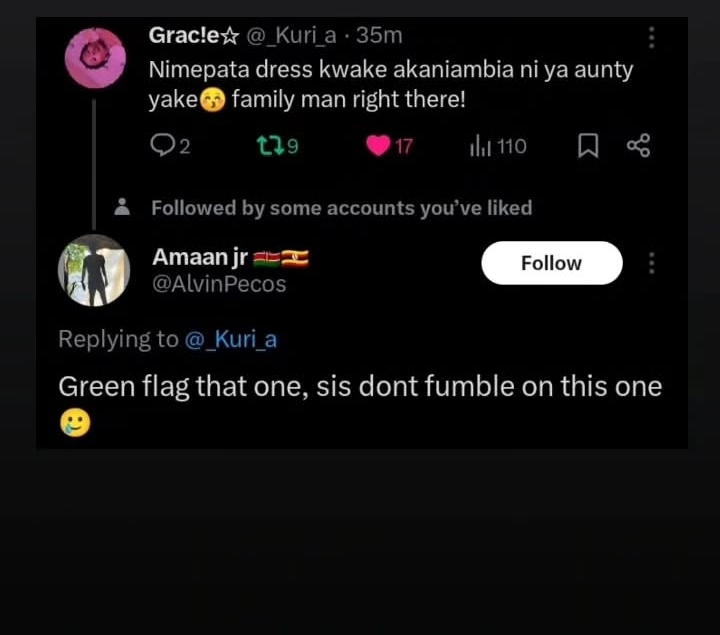 Grac!e☆ @_Kuri_a · 35m
Nimepata dress kwake akaniambia ni ya aunty
yake😚 family man right there!
2 9 17 110
Followed by some accounts you've liked
Amaan jr 🇰🇪🇺🇬
Follow
@AlvinPecos
Replying to @_Kuri_a
Green flag that one, sis dont fumble on this one
🥲